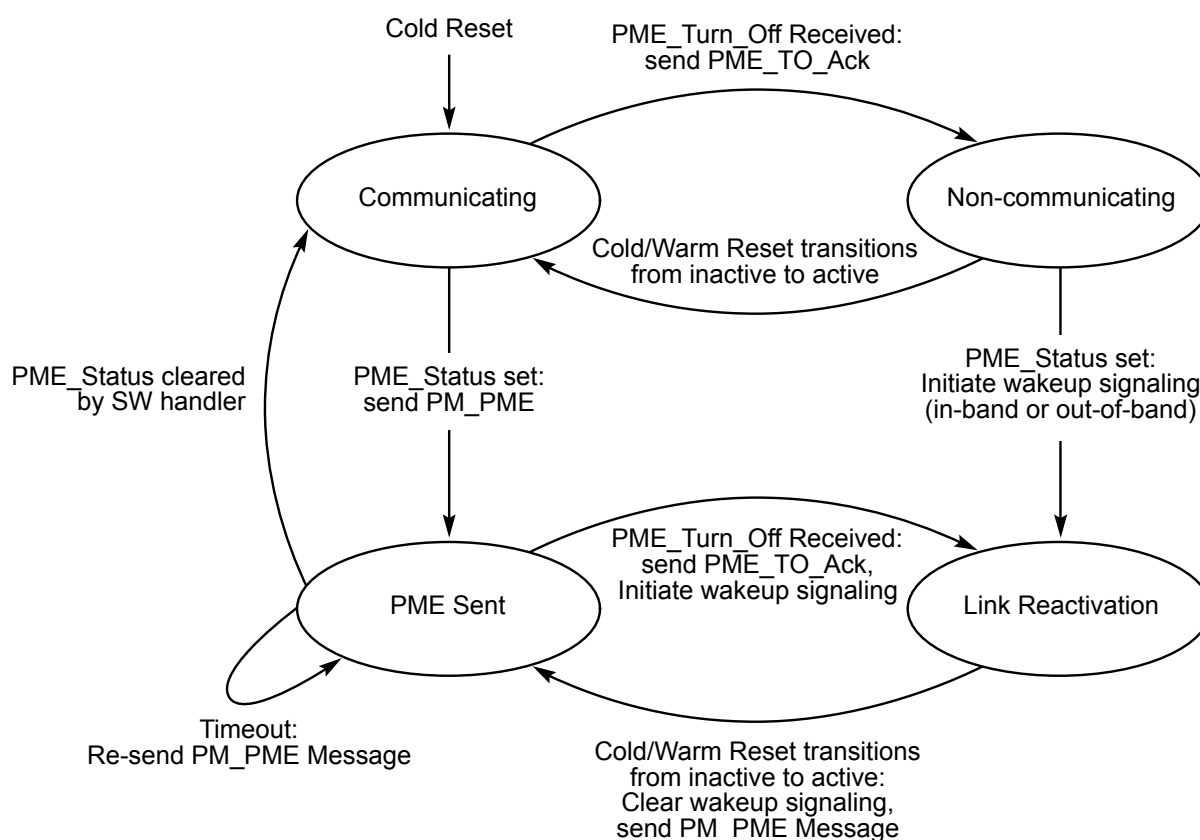 Cold Reset
PME_Turn_Off Received:
send PME_TO_Ack
Communicating
Non-communicating
Cold/Warm Reset transitions
from inactive to active
PME_Status cleared
by SW handler
PME_Status set:
send PM_PME
PME_Status set:
Initiate wakeup signaling
(in-band or out-of-band)
PME_Turn_Off Received:
send PME_TO_Ack,
Initiate wakeup signaling
PME Sent
Link Reactivation
Timeout:
Re-send PM_PME Message
Cold/Warm Reset transitions
from inactive to active:
Clear wakeup signaling,
send PM_PME Message